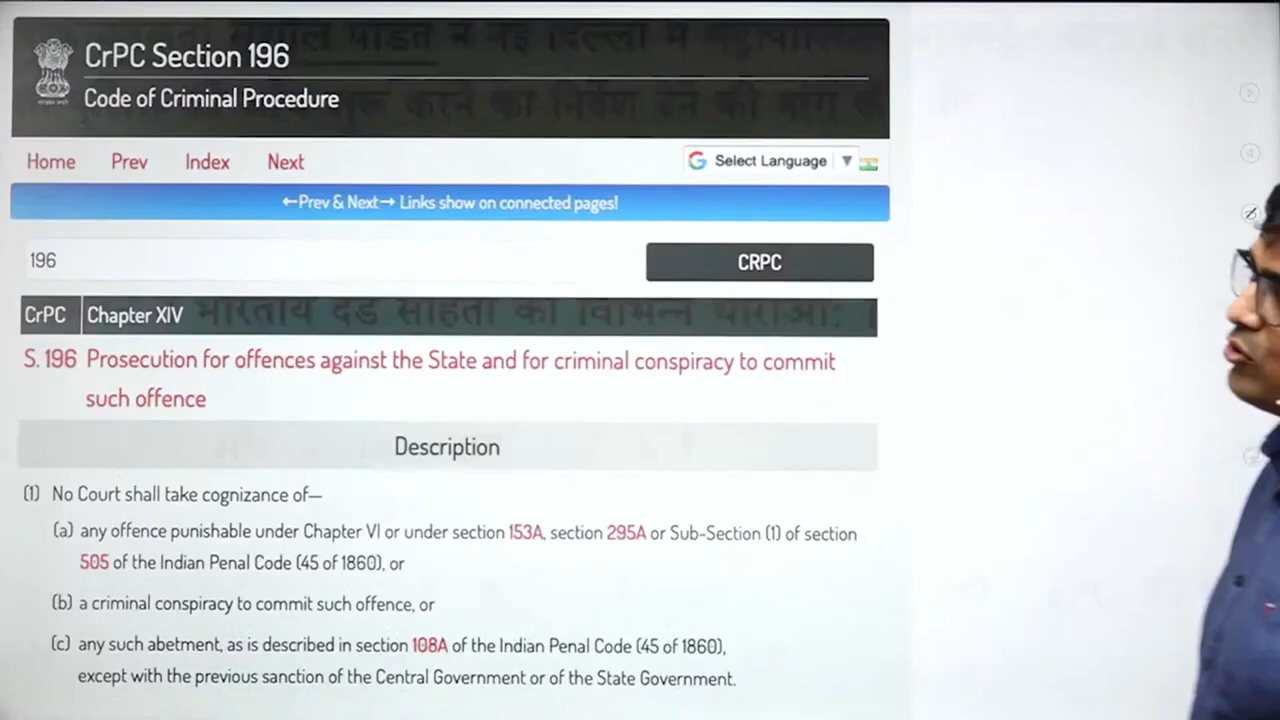 CrPC Section 196
Code of Criminal Procedure
Home Prev Index Next Select Language ▼
←Prev & Next→ Links show on connected pages!
196 CRPC
CrPC Chapter XIV
S. 196 Prosecution for offences against the State and for criminal conspiracy to commit
such offence
Description
(1) No Court shall take cognizance of—
(a) any offence punishable under Chapter VI or under section 153A, section 295A or Sub-Section (1) of section
505 of the Indian Penal Code (45 of 1860), or
(b) a criminal conspiracy to commit such offence, or
(c) any such abetment, as is described in section 108A of the Indian Penal Code (45 of 1860),
except with the previous sanction of the Central Government or of the State Government.